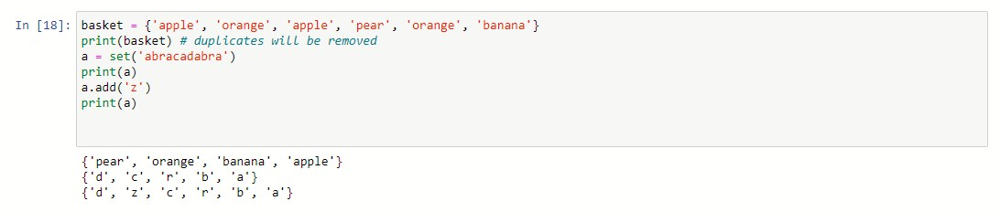 In [18]: basket = {'apple', 'orange', 'apple', 'pear', 'orange', 'banana'}
print(basket) # duplicates will be removed
a = set('abracadabra')
print(a)
a.add('z')
print(a)
{'pear', 'orange', 'banana', 'apple'}
{'d', 'c', 'r', 'b', 'a'}
{'d', 'z', 'c', 'r', 'b', 'a'}